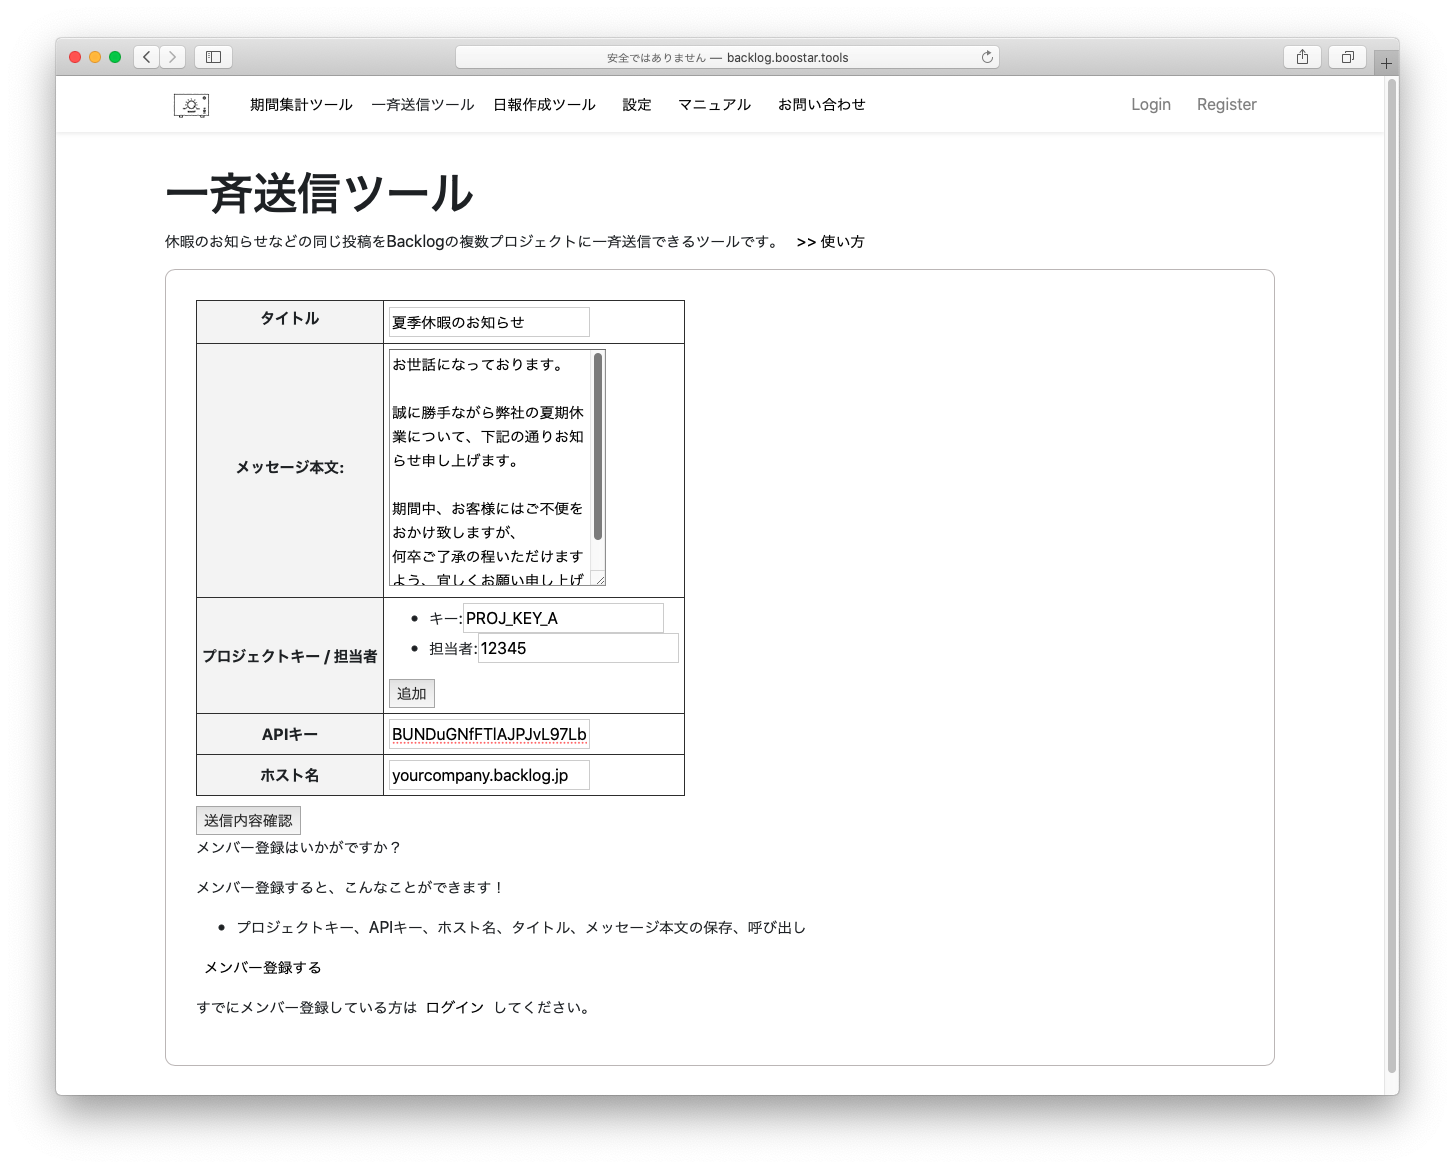 安全ではありません — backlog.boostar.tools
期間集計ツール 一斉送信ツール 日報作成ツール 設定 マニュアル お問い合わせ Login Register
一斉送信ツール
休暇のお知らせなどの同じ投稿をBacklogの複数プロジェクトに一斉送信できるツールです。 >> 使い方
タイトル
夏季休暇のお知らせ
メッセージ本文:
お世話になっております。
誠に勝手ながら弊社の夏期休
業について、下記の通りお知
らせ申し上げます。
期間中、お客様にはご不便を
おかけ致しますが、
何卒ご了承の程いただけます
よう、宜しくお願い申し上げ
プロジェクトキー / 担当者
• キー:PROJ_KEY_A
• 担当者:12345
追加
APIキー
BUNDuGNfFTlAJPJvL97Lb
ホスト名
yourcompany.backlog.jp
送信内容確認
メンバー登録はいかがですか？
メンバー登録すると、こんなことができます！
• プロジェクトキー、APIキー、ホスト名、タイトル、メッセージ本文の保存、呼び出し
メンバー登録する
すでにメンバー登録している方は ログイン してください。